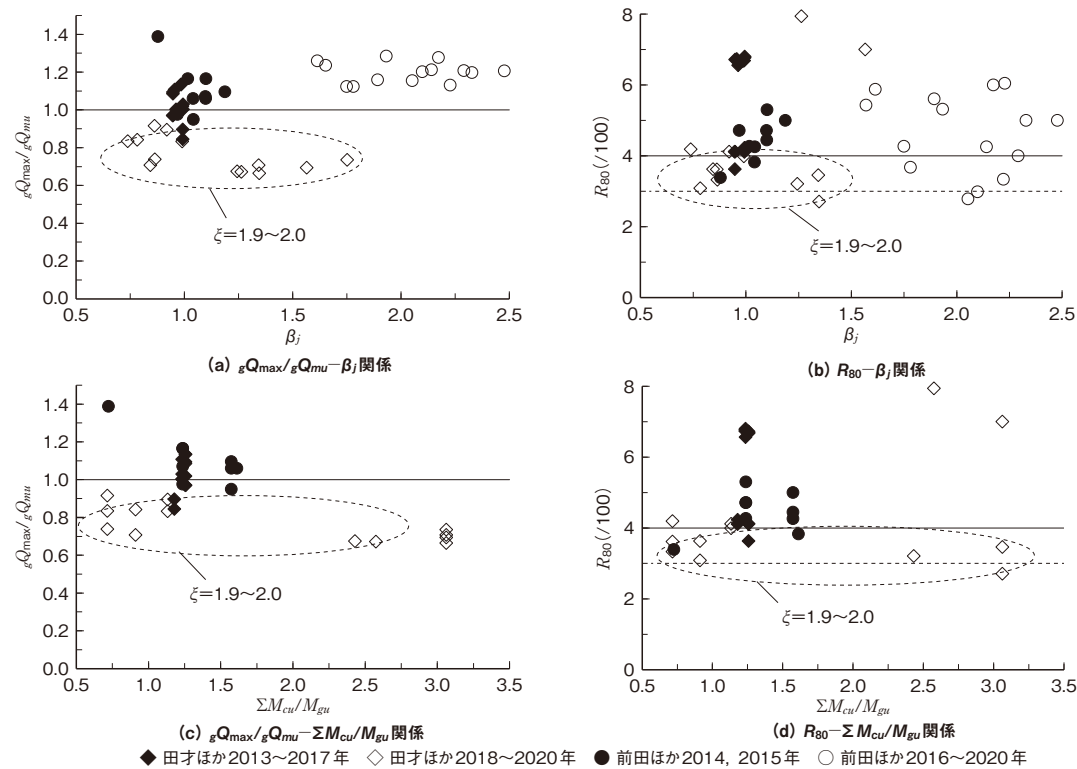 1.4
1.2
1.0
0.8
0.6
0.4
0.2
0.0
gQmax/gQmu
0.5 1.0 1.5 2.0 2.5
βj
ξ=1.9〜2.0
(a) gQmax/gQmu−βj関係
8
6
4
2
0
R80(/100)
0.5 1.0 1.5 2.0 2.5
βj
ξ=1.9〜2.0
(b) R80−βj関係
1.4
1.2
1.0
0.8
0.6
0.4
0.2
0.0
gQmax/gQmu
0.5 1.0 1.5 2.0 2.5 3.0 3.5
ΣMcu/Mgu
ξ=1.9〜2.0
(c) gQmax/gQmu−ΣMcu/Mgu関係
8
6
4
2
0
R80(/100)
0.5 1.0 1.5 2.0 2.5 3.0 3.5
ΣMcu/Mgu
ξ=1.9〜2.0
(d) R80−ΣMcu/Mgu関係
◆田才ほか2013〜2017年 ◇田才ほか2018〜2020年 ●前田ほか2014, 2015年 ○前田ほか2016〜2020年